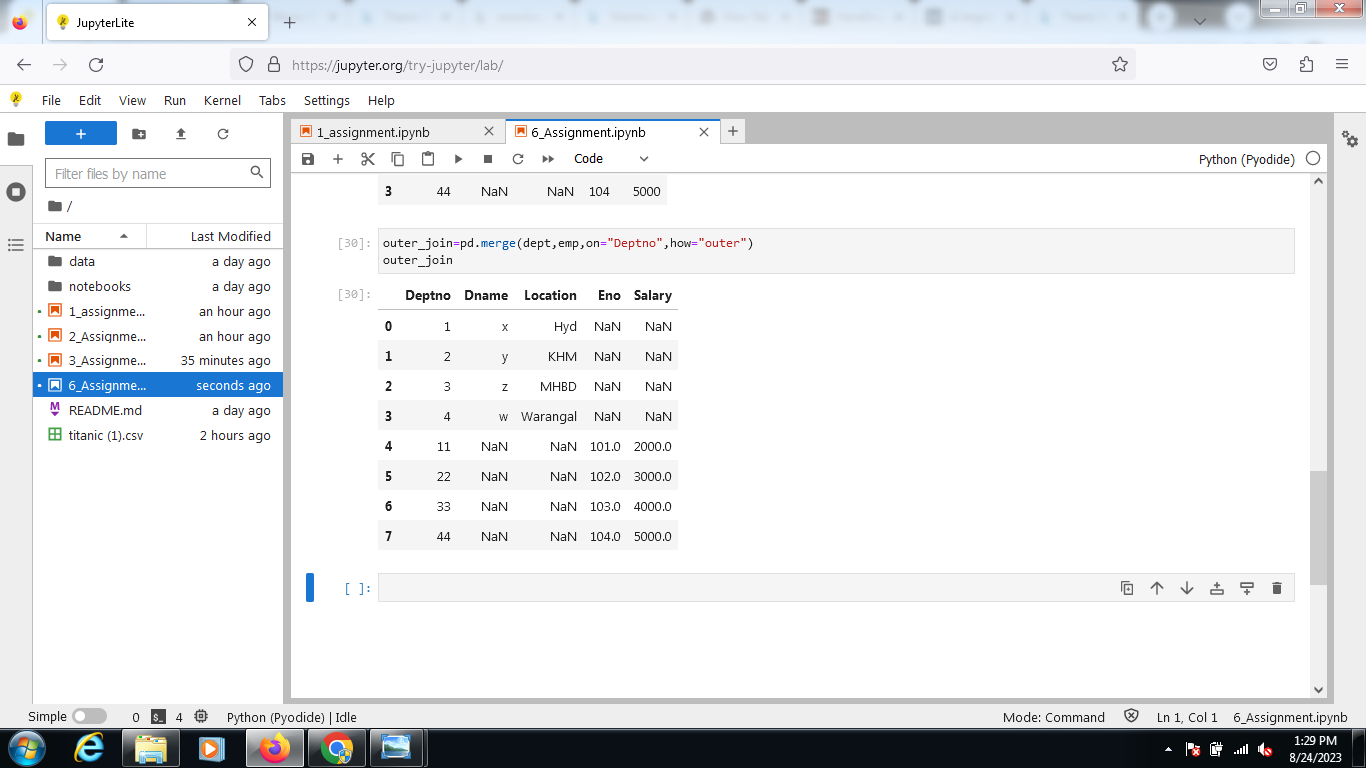 JupyterLite
https://jupyter.org/try-jupyter/lab/
File Edit View Run Kernel Tabs Settings Help
1_assignment.ipynb
6_Assignment.ipynb
Code
Python (Pyodide)
Filter files by name
/
Name Last Modified
data a day ago
notebooks a day ago
1_assignme... an hour ago
2_Assignme... an hour ago
3_Assignme... 35 minutes ago
6_Assignme... seconds ago
README.md a day ago
titanic (1).csv 2 hours ago
3 44 NaN NaN 104 5000
[30]: outer_join=pd.merge(dept,emp,on="Deptno",how="outer")
outer_join
[30]: Deptno Dname Location Eno Salary
0 1 x Hyd NaN NaN
1 2 y KHM NaN NaN
2 3 z MHBD NaN NaN
3 4 w Warangal NaN NaN
4 11 NaN NaN 101.0 2000.0
5 22 NaN NaN 102.0 3000.0
6 33 NaN NaN 103.0 4000.0
7 44 NaN NaN 104.0 5000.0
[ ]:
Simple 0 4 Python (Pyodide) | Idle Mode: Command Ln 1, Col 1 6_Assignment.ipynb
1:29 PM
8/24/2023